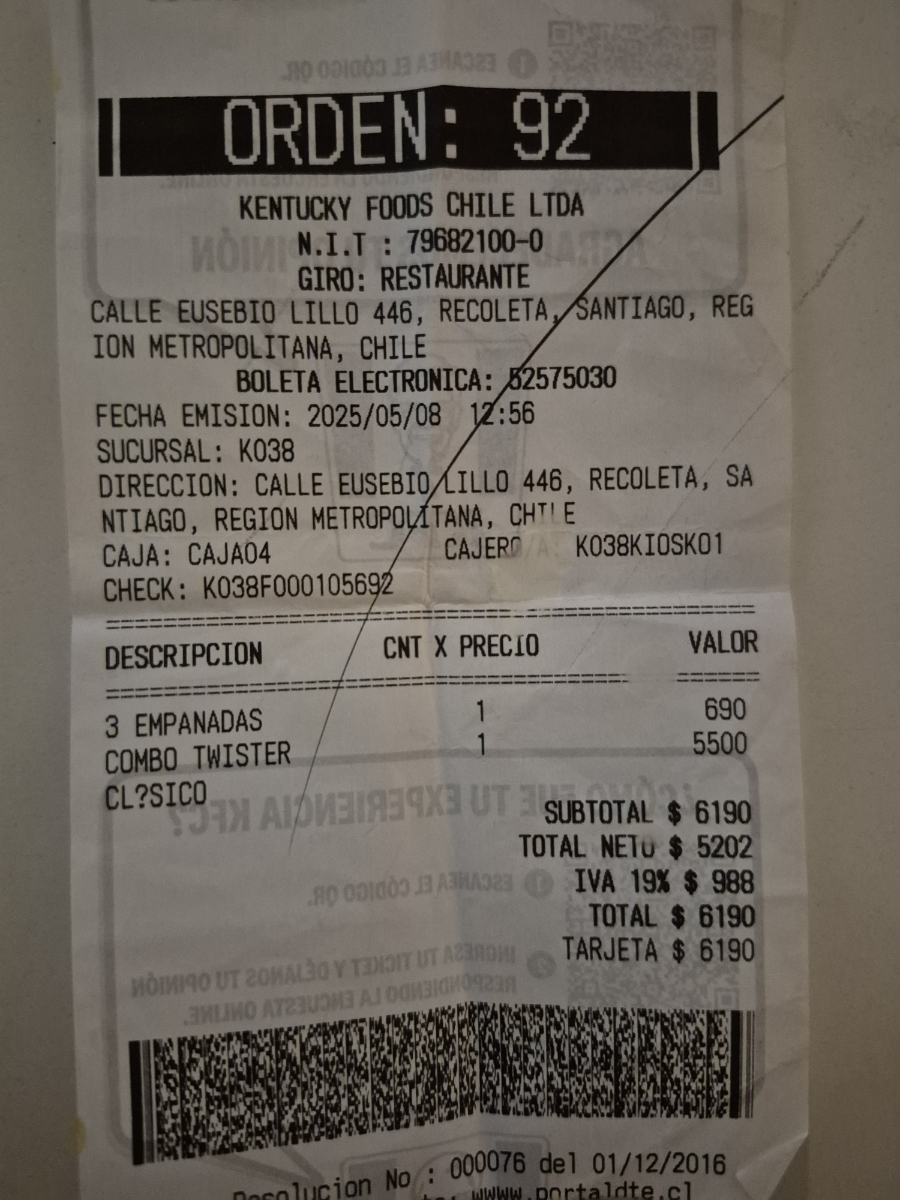 ORDEN: 92
KENTUCKY FOODS CHILE LTDA
N.I.T : 79682100-0
GIRO: RESTAURANTE
CALLE EUSEBIO LILLO 446, RECOLETA, SANTIAGO, REG
ION METROPOLITANA, CHILE
BOLETA ELECTRONICA: 52575030
FECHA EMISION: 2025/05/08 12:56
SUCURSAL: K038
DIRECCION: CALLE EUSEBIO LILLO 446, RECOLETA, SA
NTIAGO, REGION METROPOLITANA, CHILE
CAJA: CAJA04 CAJERO/A: K038KIOSK01
CHECK: K038F000105692
DESCRIPCION CNT X PRECIO VALOR
3 EMPANADAS 1 690
COMBO TWISTER 1 5500
CL?SICO
SUBTOTAL $ 6190
TOTAL NETO $ 5202
IVA 19% $ 988
TOTAL $ 6190
TARJETA $ 6190
Resolucion No : 000076 del 01/12/2016
www.portaldte.cl